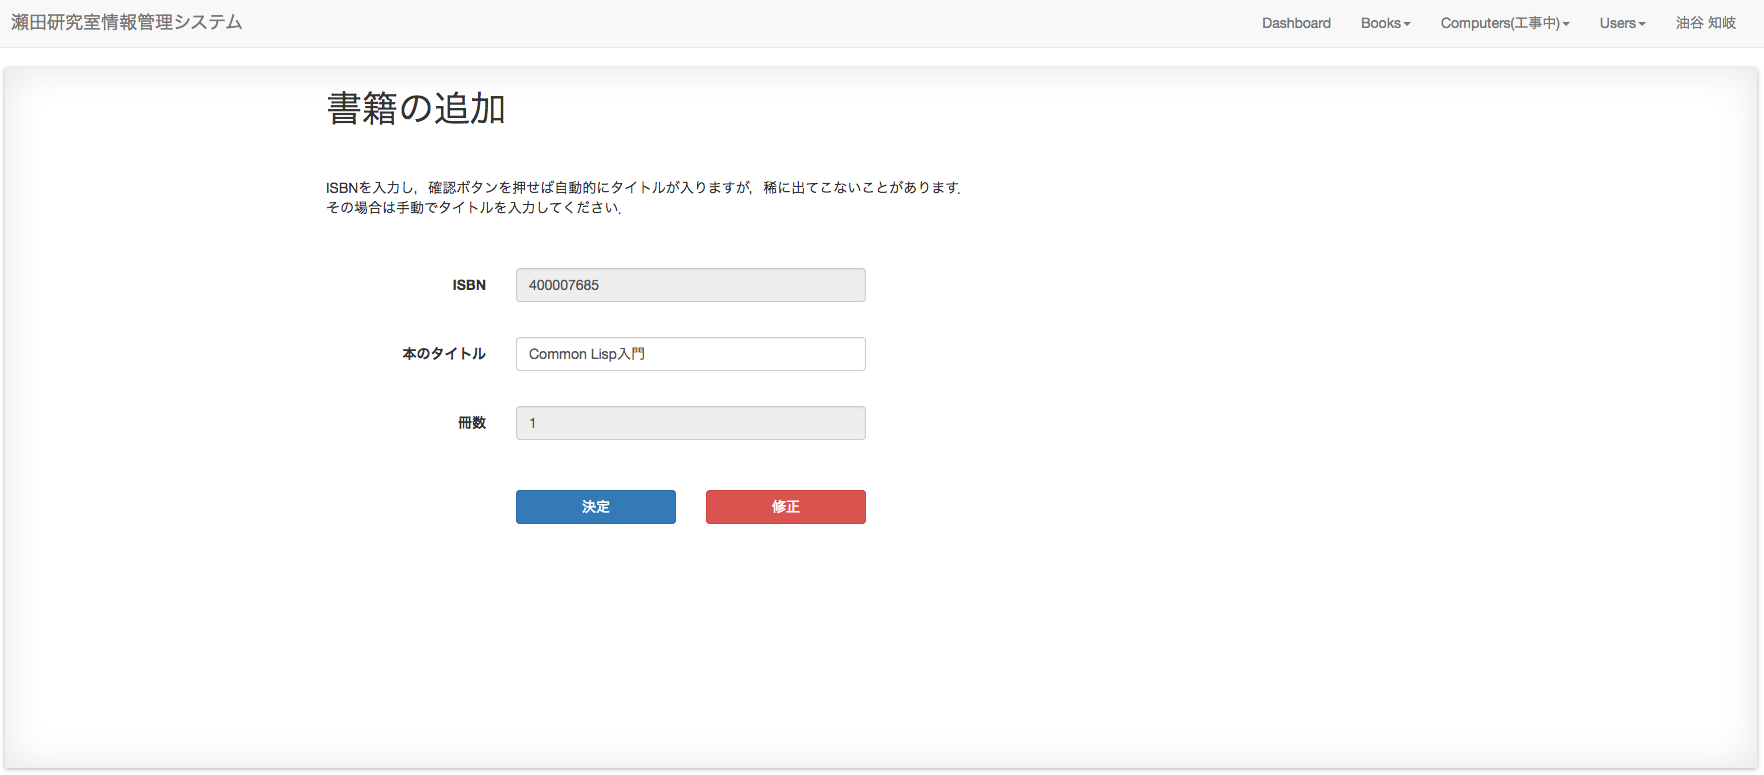 瀬田研究室情報管理システム
Dashboard Books Computers(工事中) Users 油谷 知岐
書籍の追加
ISBNを入力し，確認ボタンを押せば自動的にタイトルが入りますが，稀に出てこないことがあります．
その場合は手動でタイトルを入力してください．
ISBN 400007685
本のタイトル Common Lisp入門
冊数 1
決定 修正